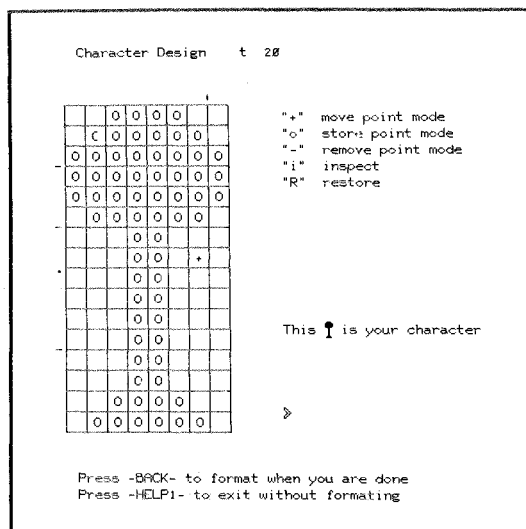 Character Design t 20
"+" move point mode
"o" store point mode
"-" remove point mode
"i" inspect
"R" restore
O O O O
O O O O O O
O O O O O O O O
O O O O O O O O
O O O O O O O O
O O O O O O
O O
O O +
O O
O O
O O
O O
O O
O O
O O O O
O O O O O O
This is your character
>
Press -BACK- to format when you are done
Press -HELP1- to exit without formating